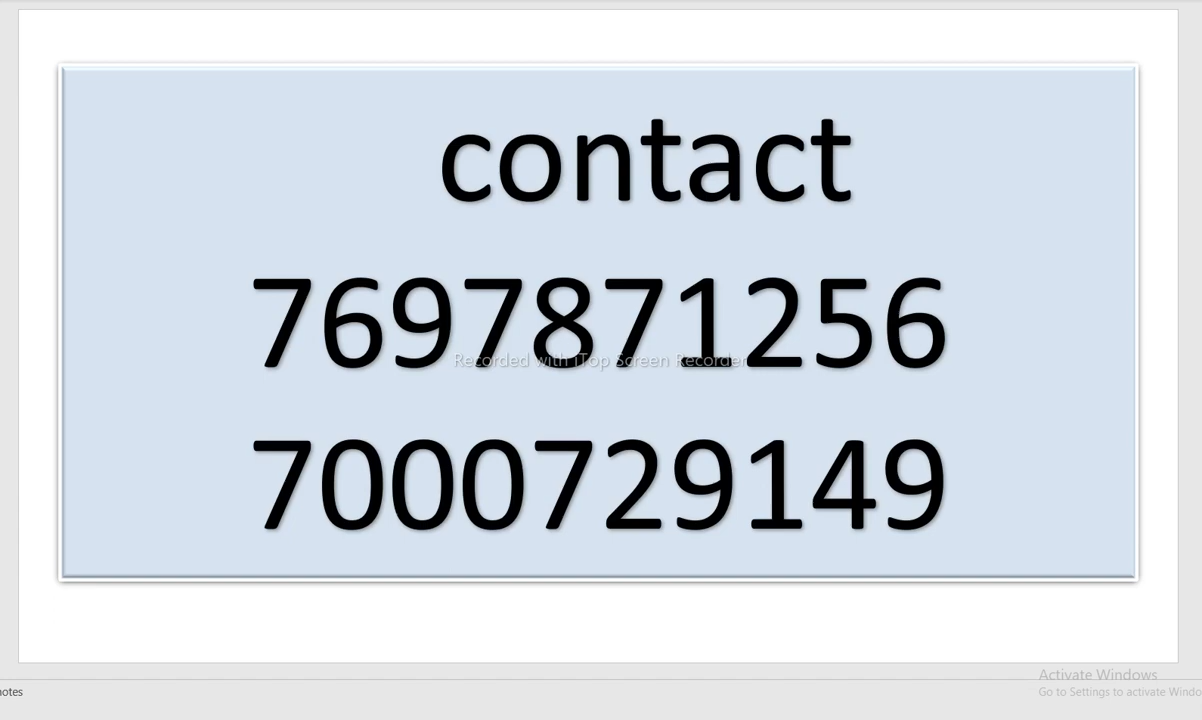 contact
7697871256
Recorded with iTop Screen Recorder
7000729149
Activate Windows
Go to Settings to activate Windo
notes